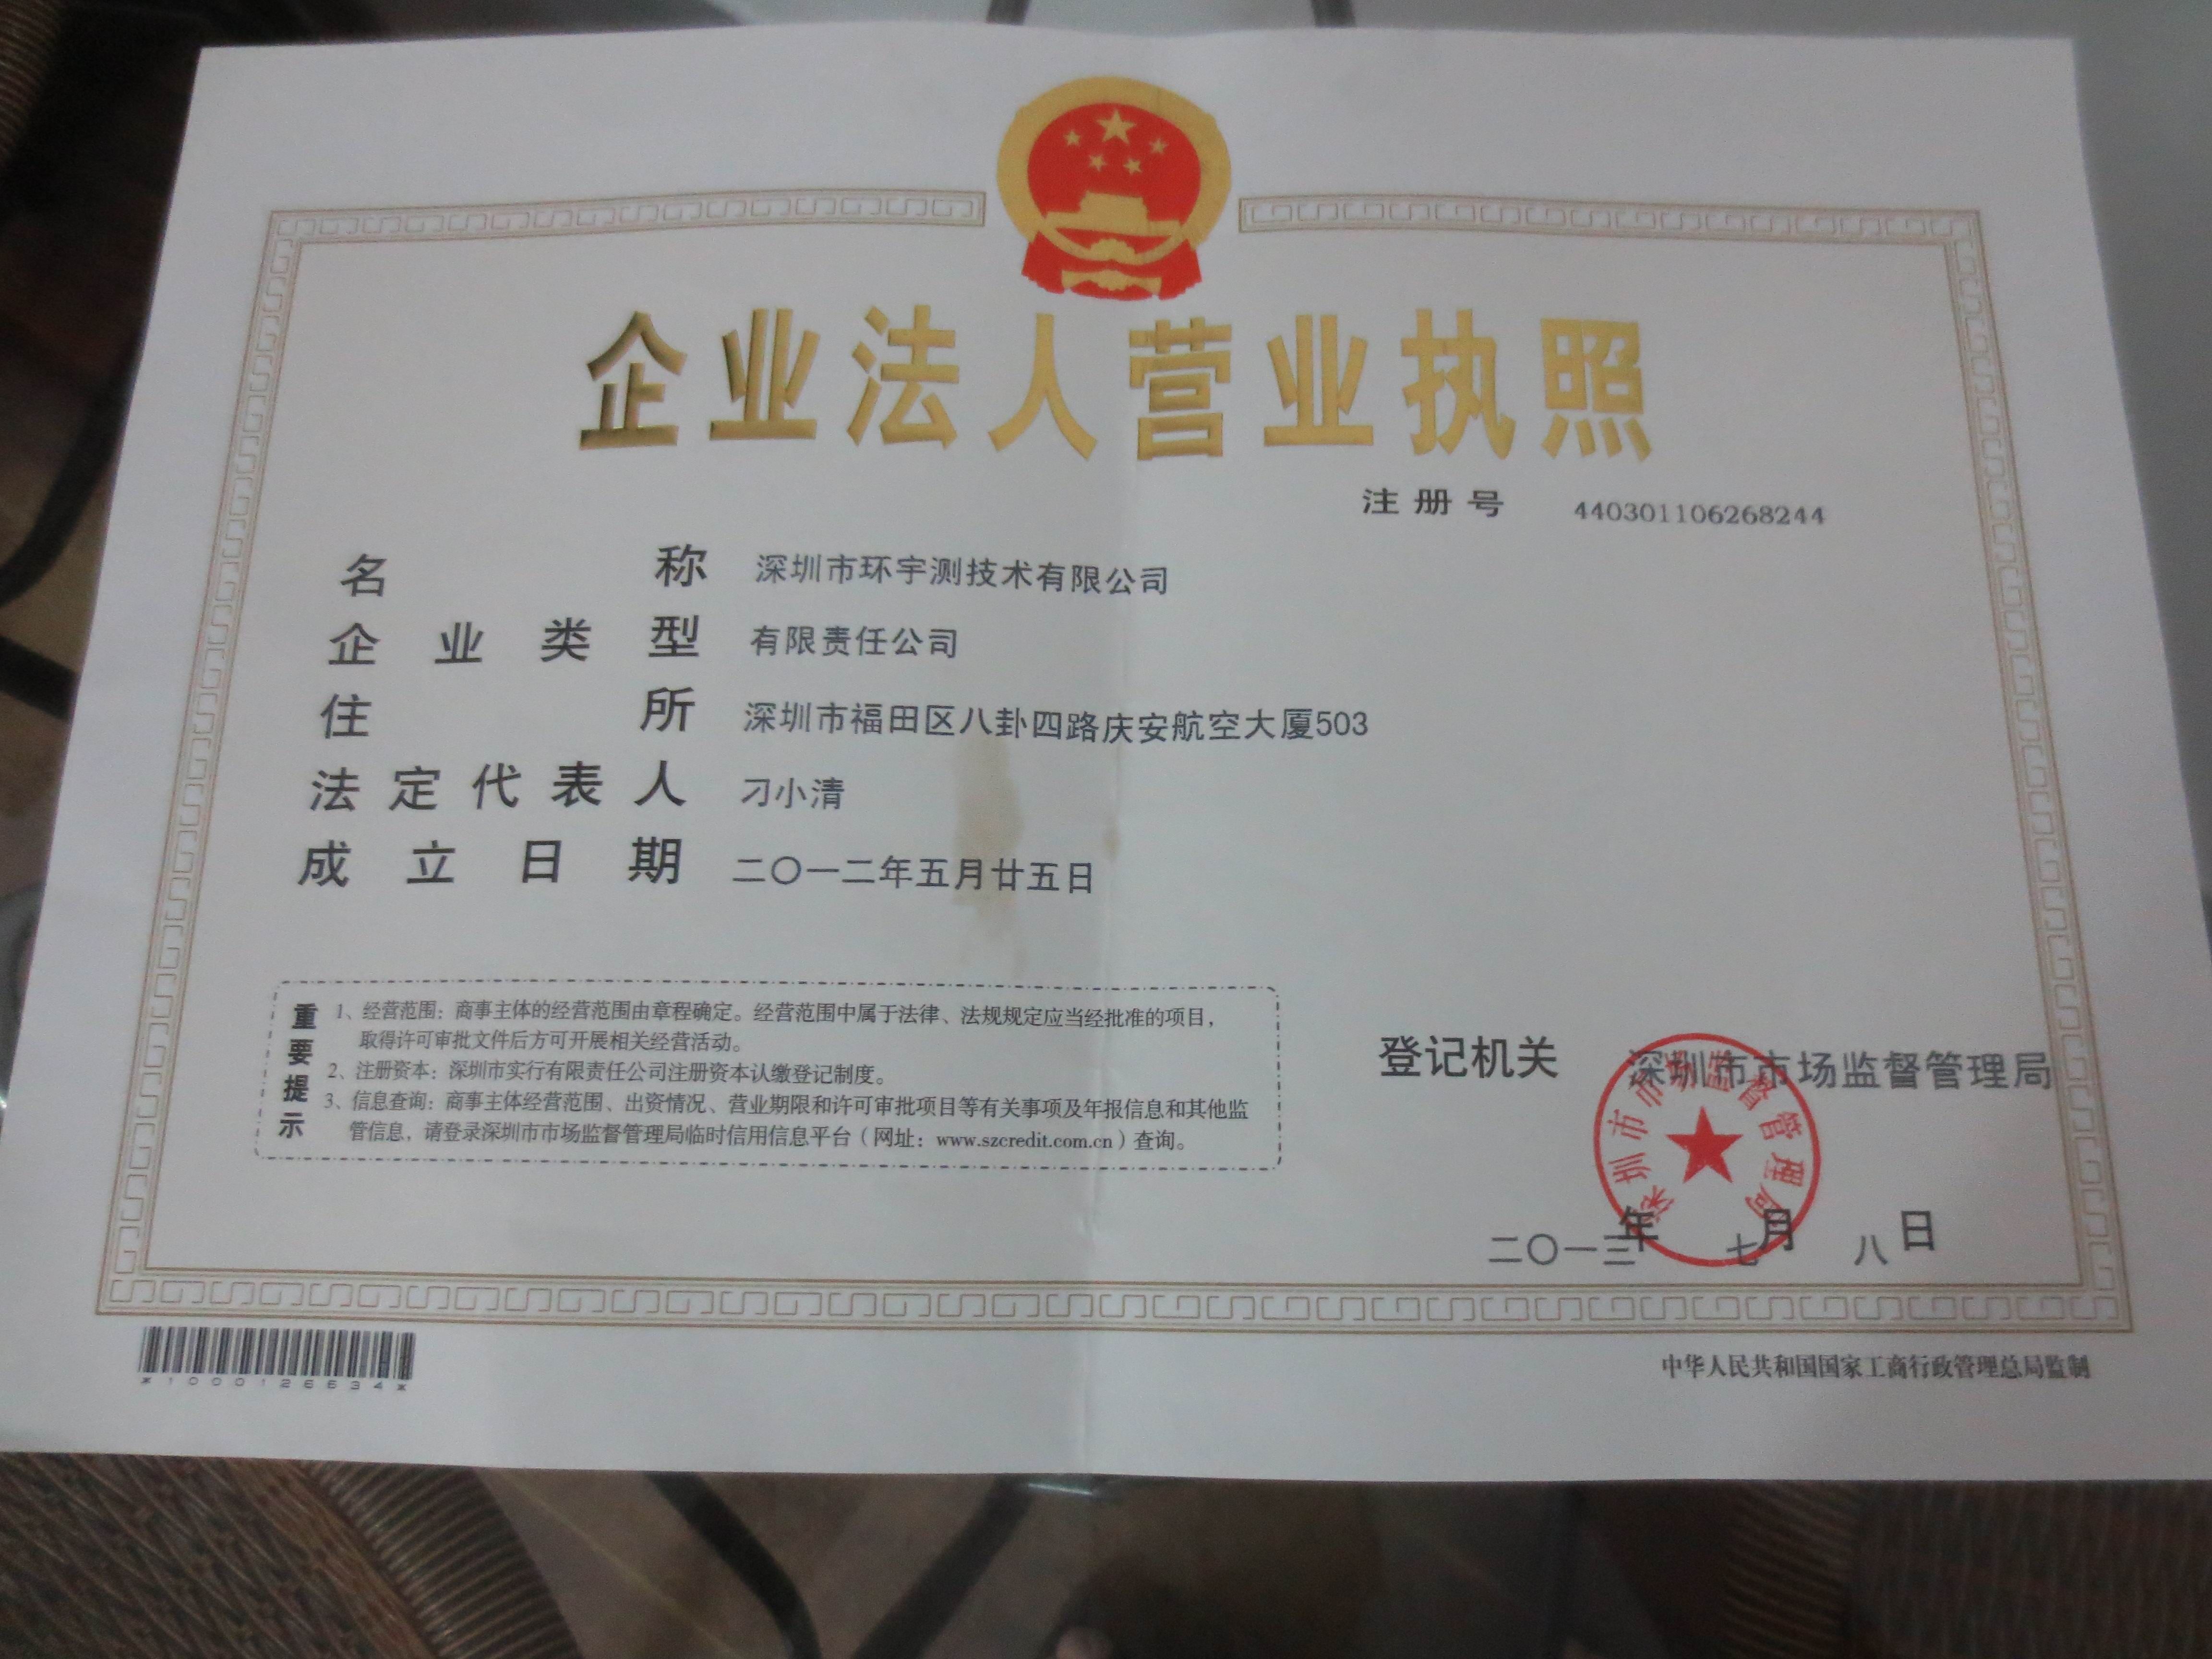 企业法人营业执照
注册号 440301106268244
名称 深圳市环宇测技术有限公司
企业类型 有限责任公司
住所 深圳市福田区八卦四路庆安航空大厦503
法定代表人 刁小清
成立日期 二〇一二年五月廿五日
重要提示
1、经营范围：商事主体的经营范围由章程确定。经营范围中属于法律、法规规定应当经批准的项目，
取得许可审批文件后方可开展相关经营活动。
2、注册资本：深圳市实行有限责任公司注册资本认缴登记制度。
3、信息查询：商事主体经营范围、出资情况、营业期限和许可审批项目等有关事项及年报信息和其他监
管信息，请登录深圳市市场监督管理局临时信用信息平台（网址：www.szcredit.com.cn）查询。
登记机关 深圳市市场监督管理局
深圳市市场监督管理局
二〇一三年七月八日
*1000126634*
中华人民共和国国家工商行政管理总局监制